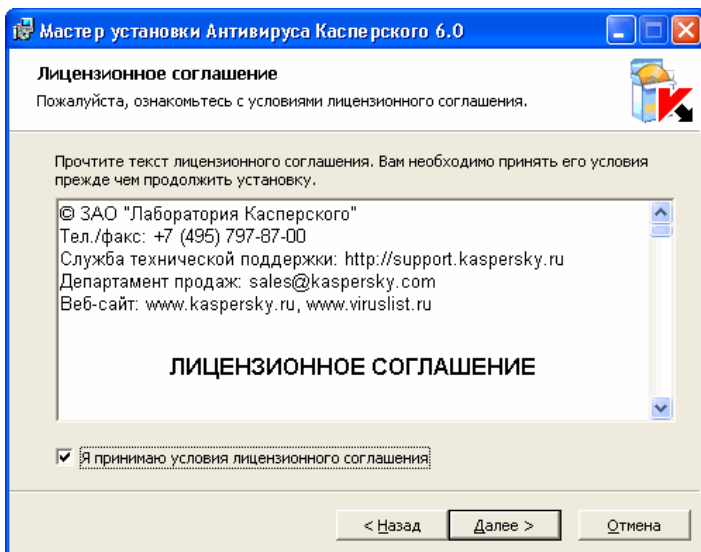 Мастер установки Антивируса Касперского 6.0
Лицензионное соглашение
Пожалуйста, ознакомьтесь с условиями лицензионного соглашения.
Прочтите текст лицензионного соглашения. Вам необходимо принять его условия
прежде чем продолжить установку.
© ЗАО "Лаборатория Касперского"
Тел./факс: +7 (495) 797-87-00
Служба технической поддержки: http://support.kaspersky.ru
Департамент продаж: sales@kaspersky.com
Веб-сайт: www.kaspersky.ru, www.viruslist.ru
ЛИЦЕНЗИОННОЕ СОГЛАШЕНИЕ
Я принимаю условия лицензионного соглашения
< Назад Далее > Отмена